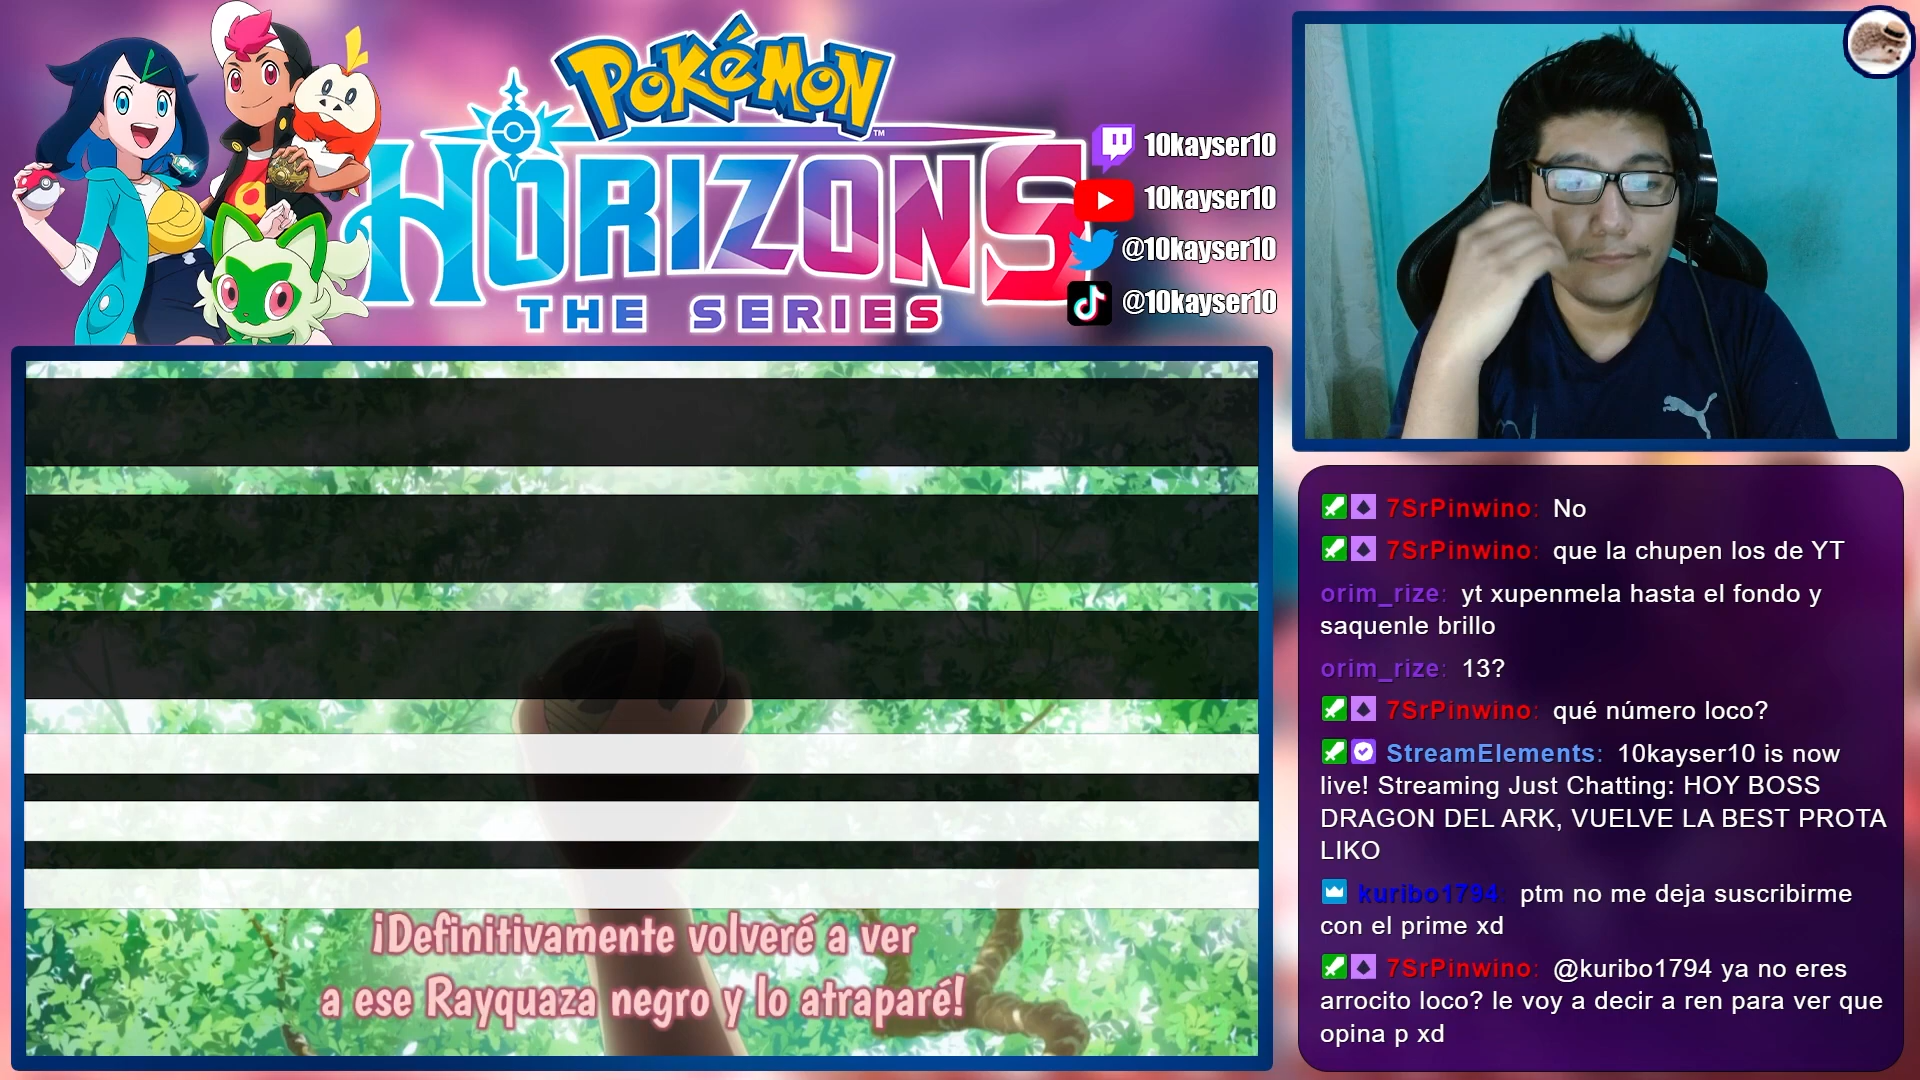 POKÉMON
TM
HORIZONS
THE SERIES
10kayser10
10kayser10
@10kayser10
@10kayser10
¡Definitivamente volveré a ver
a ese Rayquaza negro y lo atraparé!
7SrPinwino: No
7SrPinwino: que la chupen los de YT
orim_rize: yt xupenmela hasta el fondo y
saquenle brillo
orim_rize: 13?
7SrPinwino: qué número loco?
StreamElements: 10kayser10 is now
live! Streaming Just Chatting: HOY BOSS
DRAGON DEL ARK, VUELVE LA BEST PROTA
LIKO
kuribo1794: ptm no me deja suscribirme
con el prime xd
7SrPinwino: @kuribo1794 ya no eres
arrocito loco? le voy a decir a ren para ver que
opina p xd